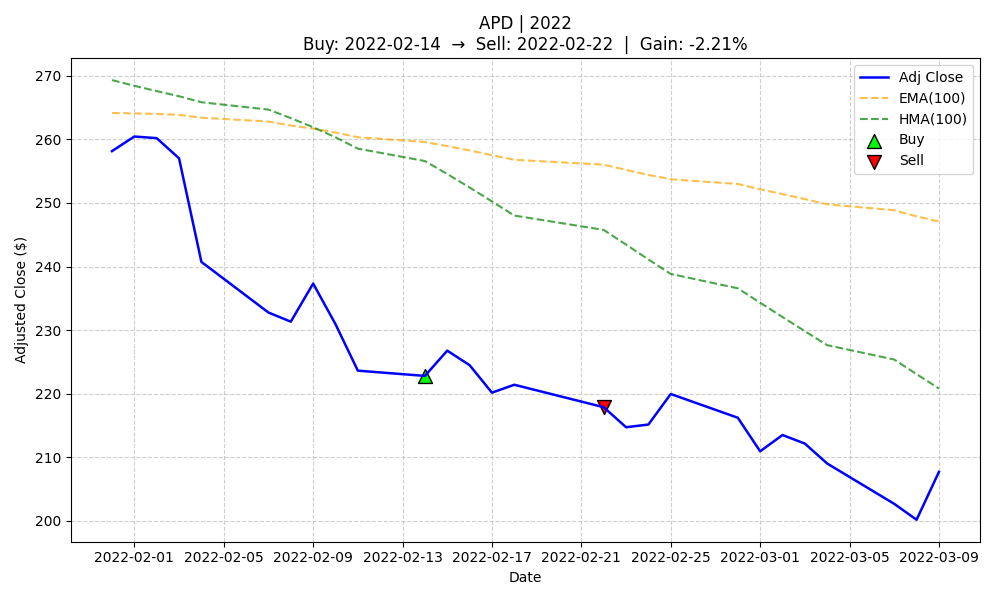 APD | 2022
Buy: 2022-02-14 → Sell: 2022-02-22 | Gain: -2.21%
Adj Close
EMA(100)
HMA(100)
Buy
Sell
Adjusted Close ($)
270
260
250
240
230
220
210
200
2022-02-01
2022-02-05
2022-02-09
2022-02-13
2022-02-17
2022-02-21
2022-02-25
2022-03-01
2022-03-05
2022-03-09
Date